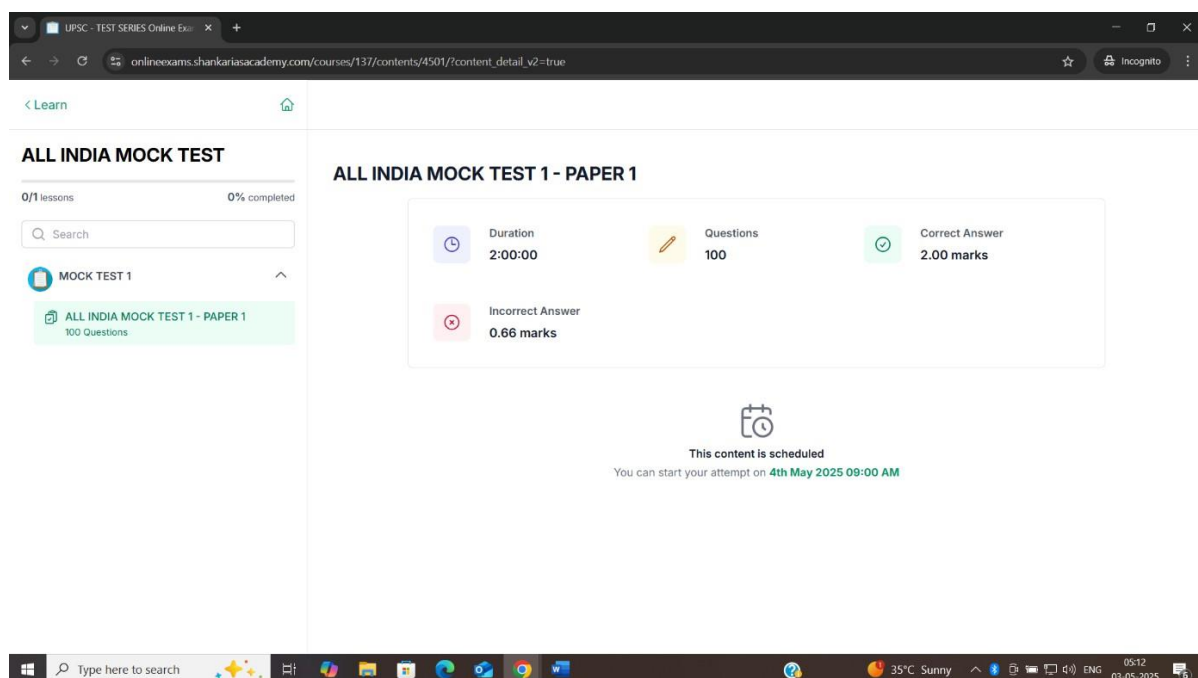 UPSC - TEST SERIES Online Exa
onlineexams.shankariasacademy.com/courses/137/contents/4501/?content_detail_v2=true
Incognito
< Learn
ALL INDIA MOCK TEST
0/1 lessons 0% completed
Search
MOCK TEST 1
ALL INDIA MOCK TEST 1 - PAPER 1
100 Questions
ALL INDIA MOCK TEST 1 - PAPER 1
Duration
2:00:00
Questions
100
Correct Answer
2.00 marks
Incorrect Answer
0.66 marks
This content is scheduled
You can start your attempt on 4th May 2025 09:00 AM
Type here to search
35°C Sunny
ENG
05:12
03-05-2025
6